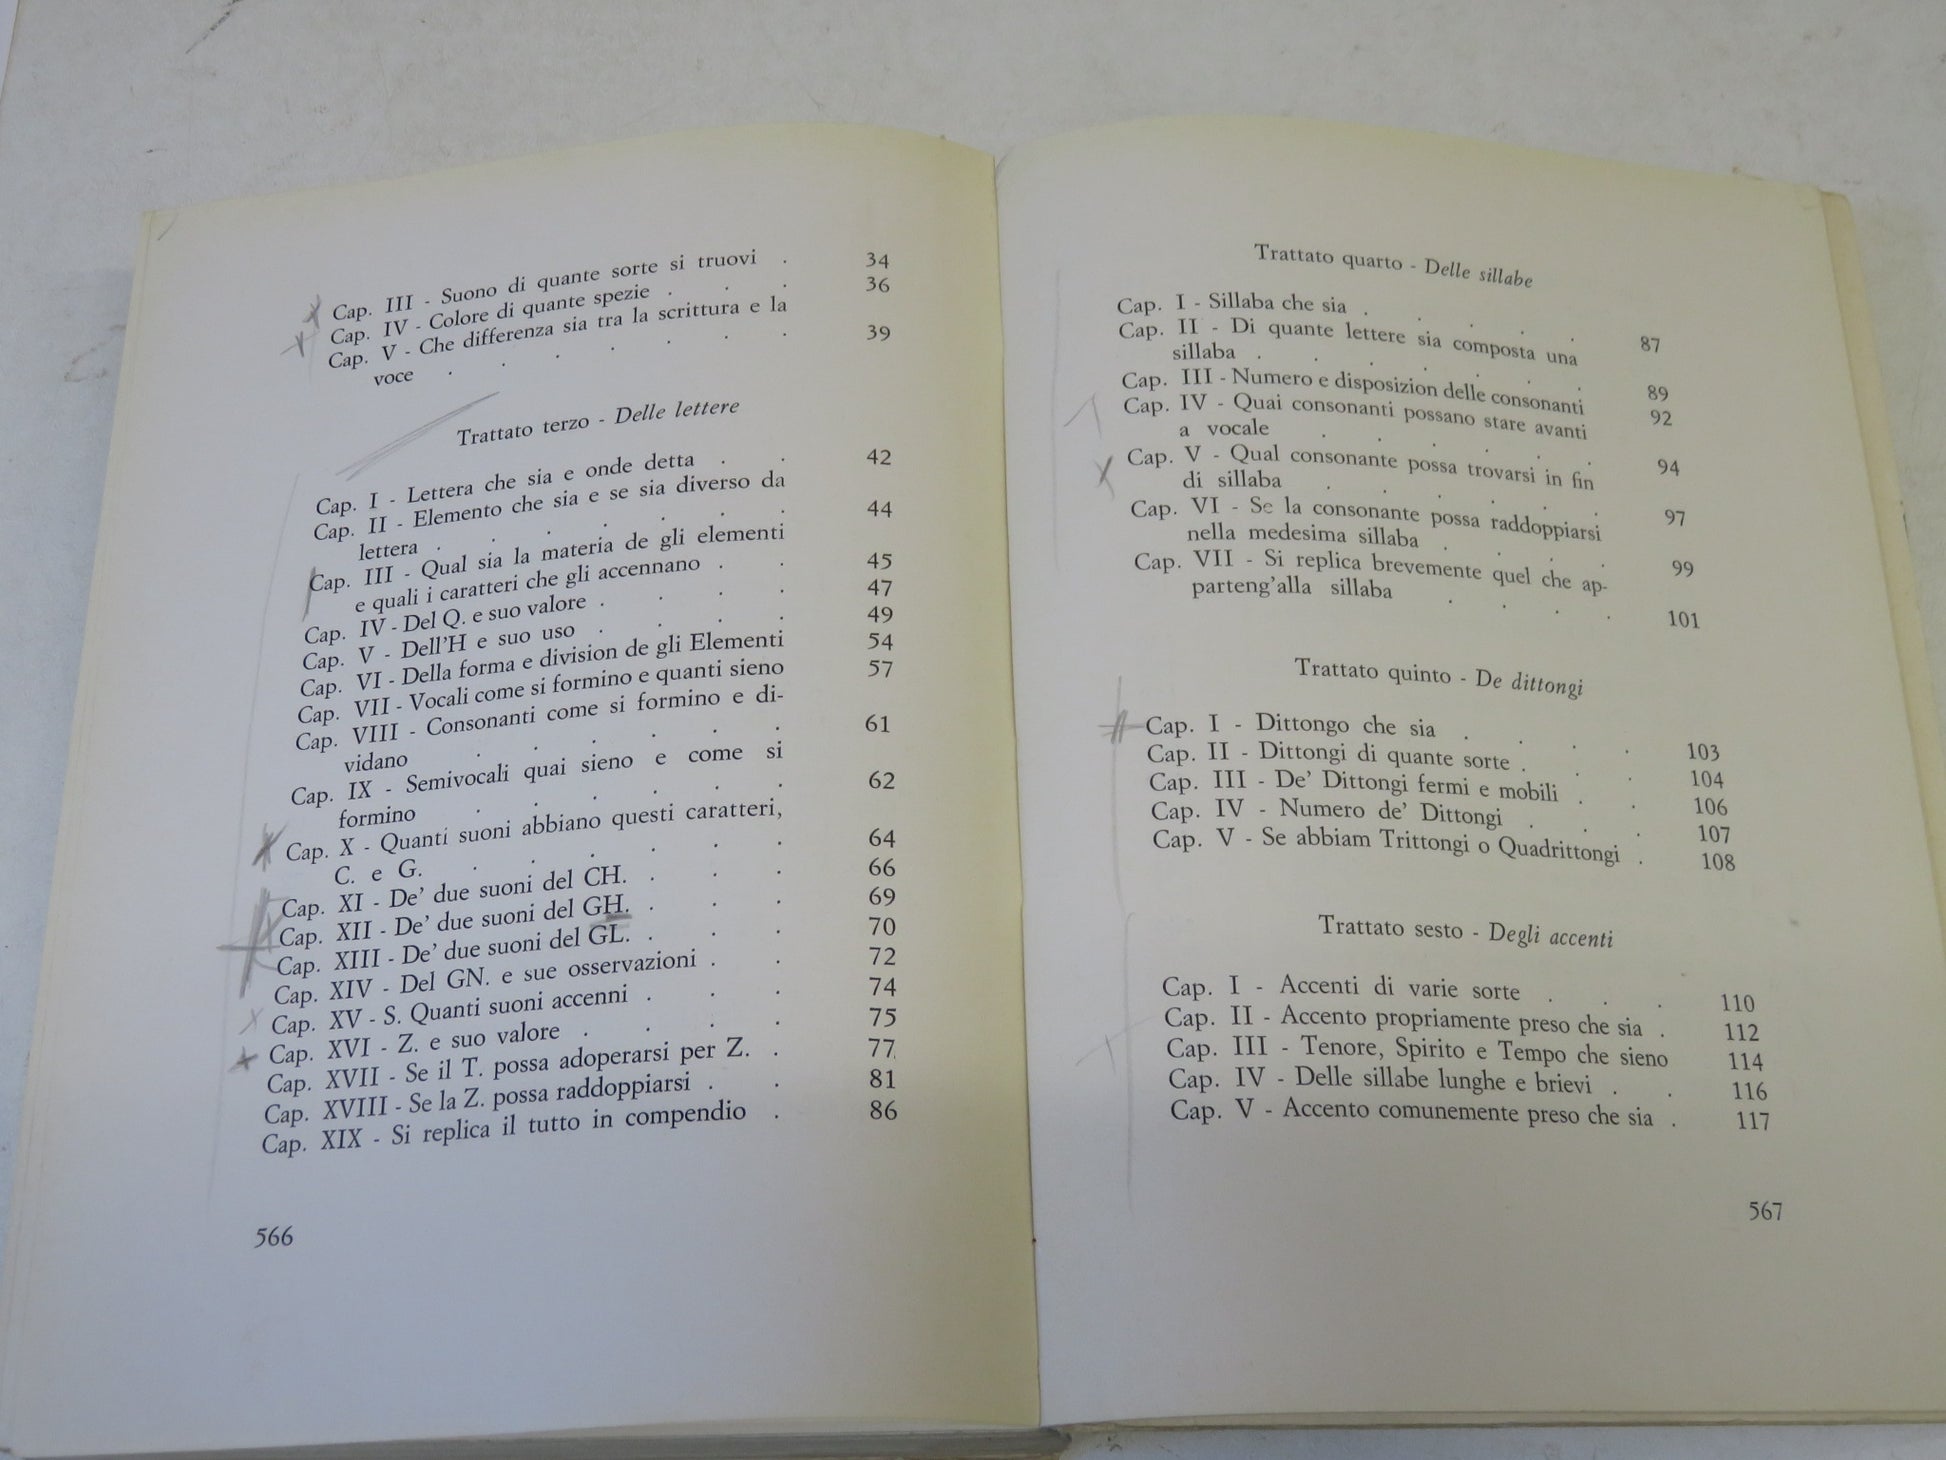 Cap. III - Suono di quante sorte si truovi . 34
Cap. IV - Colore di quante spezie . . . 36
Cap. V - Che differenza sia tra la scrittura e la
voce . . . . . . 39
Trattato terzo - Delle lettere
Cap. I - Lettera che sia e onde detta . . 42
Cap. II - Elemento che sia e se sia diverso da
lettera . . . . . 44
Cap. III - Qual sia la materia de gli elementi
e quali i caratteri che gli accennano . . 45
Cap. IV - Del Q. e suo valore . . . . 47
Cap. V - Dell'H e suo uso . . . . 49
Cap. VI - Della forma e division de gli Elementi 54
Cap. VII - Vocali come si formino e quanti sieno 57
Cap. VIII - Consonanti come si formino e di-
vidano . . . . . . 61
Cap. IX - Semivocali quai sieno e come si
formino . . . . . . 62
Cap. X - Quanti suoni abbiano questi caratteri,
C. e G. . . . . . . 64
Cap. XI - De' due suoni del CH. . . . 66
Cap. XII - De' due suoni del GH. . . . 69
Cap. XIII - De' due suoni del GL. . . . 70
Cap. XIV - Del GN. e sue osservazioni . . 72
Cap. XV - S. Quanti suoni accenni . . . 74
Cap. XVI - Z. e suo valore . . . . 75
Cap. XVII - Se il T. possa adoperarsi per Z. . 77
Cap. XVIII - Se la Z. possa raddoppiarsi . . 81
Cap. XIX - Si replica il tutto in compendio . 86
566
Trattato quarto - Delle sillabe
Cap. I - Sillaba che sia . . . . . 87
Cap. II - Di quante lettere sia composta una
sillaba . . . . . . 89
Cap. III - Numero e disposizion delle consonanti 92
Cap. IV - Quai consonanti possano stare avanti
a vocale . . . . . 94
Cap. V - Qual consonante possa trovarsi in fin
di sillaba . . . . . 97
Cap. VI - Se la consonante possa raddoppiarsi
nella medesima sillaba . . . . 99
Cap. VII - Si replica brevemente quel che ap-
parteng'alla sillaba . . . . 101
Trattato quinto - De dittongi
Cap. I - Dittongo che sia . . . . 103
Cap. II - Dittongi di quante sorte . . . 104
Cap. III - De' Dittongi fermi e mobili . . 106
Cap. IV - Numero de' Dittongi . . . 107
Cap. V - Se abbiam Trittongi o Quadrittongi . 108
Trattato sesto - Degli accenti
Cap. I - Accenti di varie sorte . . . 110
Cap. II - Accento propriamente preso che sia . 112
Cap. III - Tenore, Spirito e Tempo che sieno 114
Cap. IV - Delle sillabe lunghe e brievi . . 116
Cap. V - Accento comunemente preso che sia . 117
567